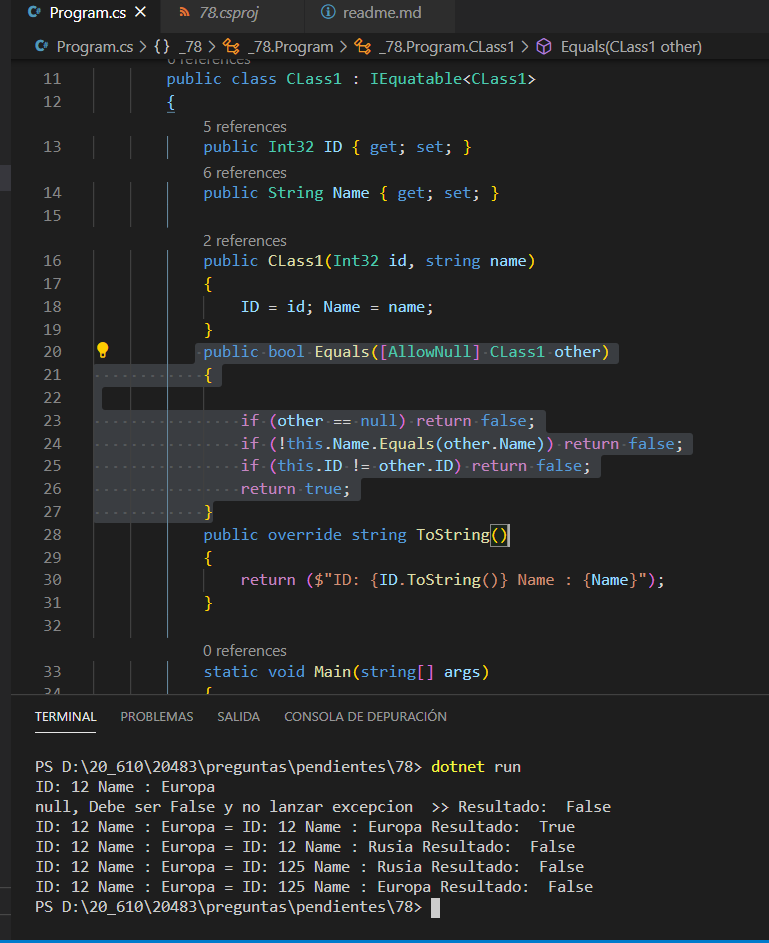 Program.cs ✕ 78.csproj readme.md
Program.cs > {} _78 > _78.Program > _78.Program.CLass1 > Equals(CLass1 other)
6 references
11 public class CLass1 : IEquatable<CLass1>
12 {
5 references
13 public Int32 ID { get; set; }
6 references
14 public String Name { get; set; }
15
2 references
16 public CLass1(Int32 id, string name)
17 {
18 ID = id; Name = name;
19 }
20 public bool Equals([AllowNull] CLass1 other)
21 {
22
23 if (other == null) return false;
24 if (!this.Name.Equals(other.Name)) return false;
25 if (this.ID != other.ID) return false;
26 return true;
27 }
28 public override string ToString()
29 {
30 return ($"ID: {ID.ToString()} Name : {Name}");
31 }
32
0 references
33 static void Main(string[] args)
34 {
TERMINAL PROBLEMAS SALIDA CONSOLA DE DEPURACIÓN
PS D:\20_610\20483\preguntas\pendientes\78> dotnet run
ID: 12 Name : Europa
null, Debe ser False y no lanzar excepcion >> Resultado: False
ID: 12 Name : Europa = ID: 12 Name : Europa Resultado: True
ID: 12 Name : Europa = ID: 12 Name : Rusia Resultado: False
ID: 12 Name : Europa = ID: 125 Name : Rusia Resultado: False
ID: 12 Name : Europa = ID: 125 Name : Europa Resultado: False
PS D:\20_610\20483\preguntas\pendientes\78>